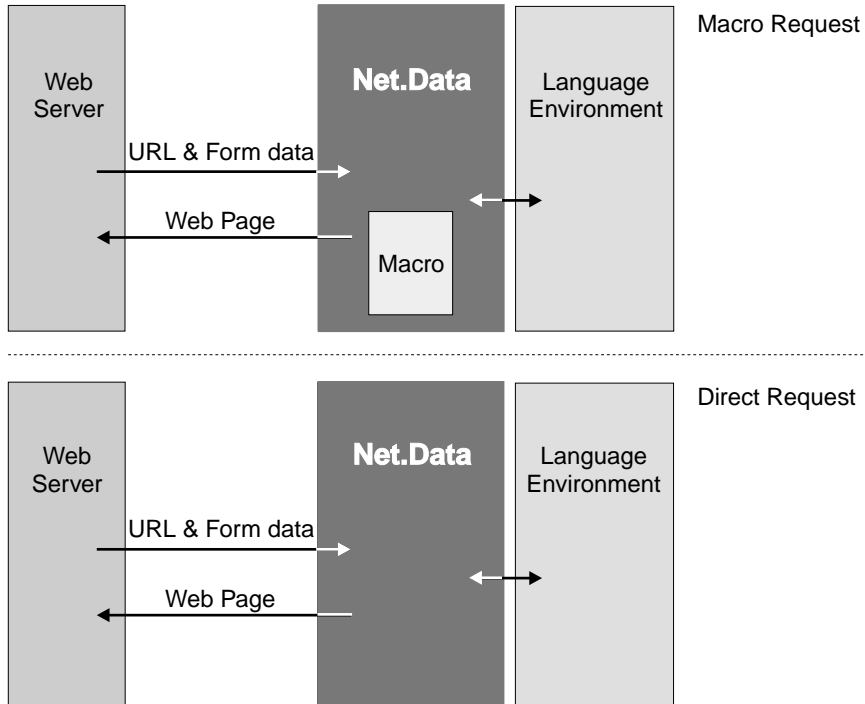 Macro Request
Web
Server
Net.Data
Language
Environment
URL & Form data
Web Page
Macro
Direct Request
Web
Server
Net.Data
Language
Environment
URL & Form data
Web Page